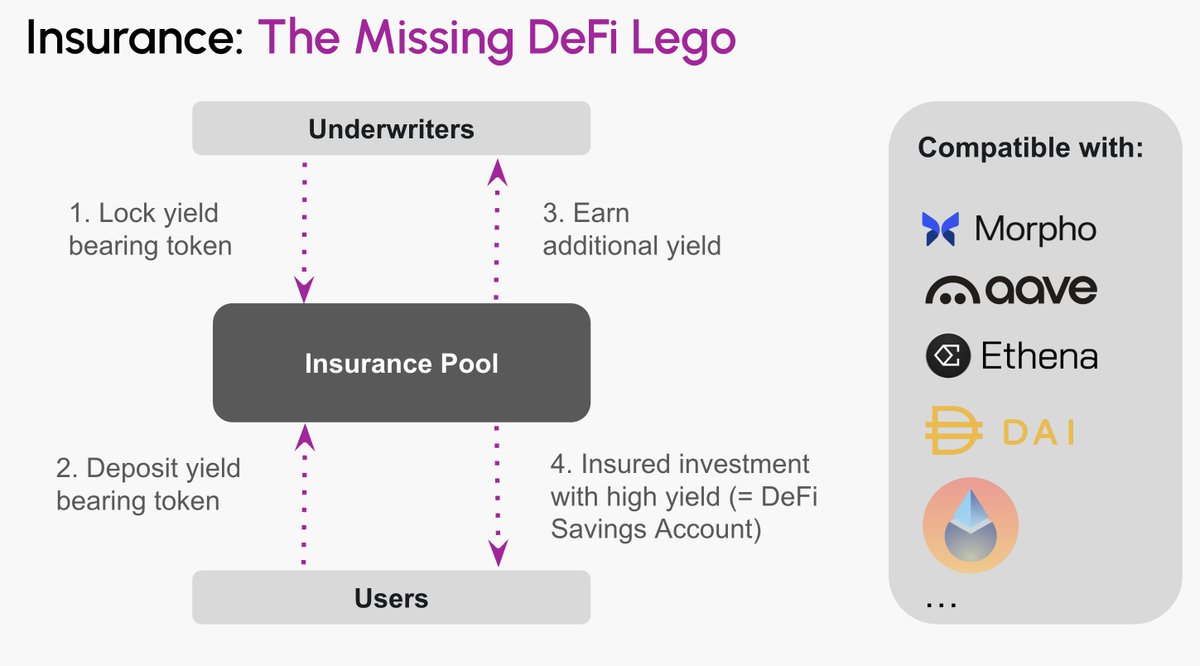 Insurance: The Missing DeFi Lego
Underwriters
1. Lock yield
bearing token
3. Earn
additional yield
Insurance Pool
2. Deposit yield
bearing token
4. Insured investment
with high yield (= DeFi
Savings Account)
Users
Compatible with:
Morpho
aave
Ethena
DAI
...